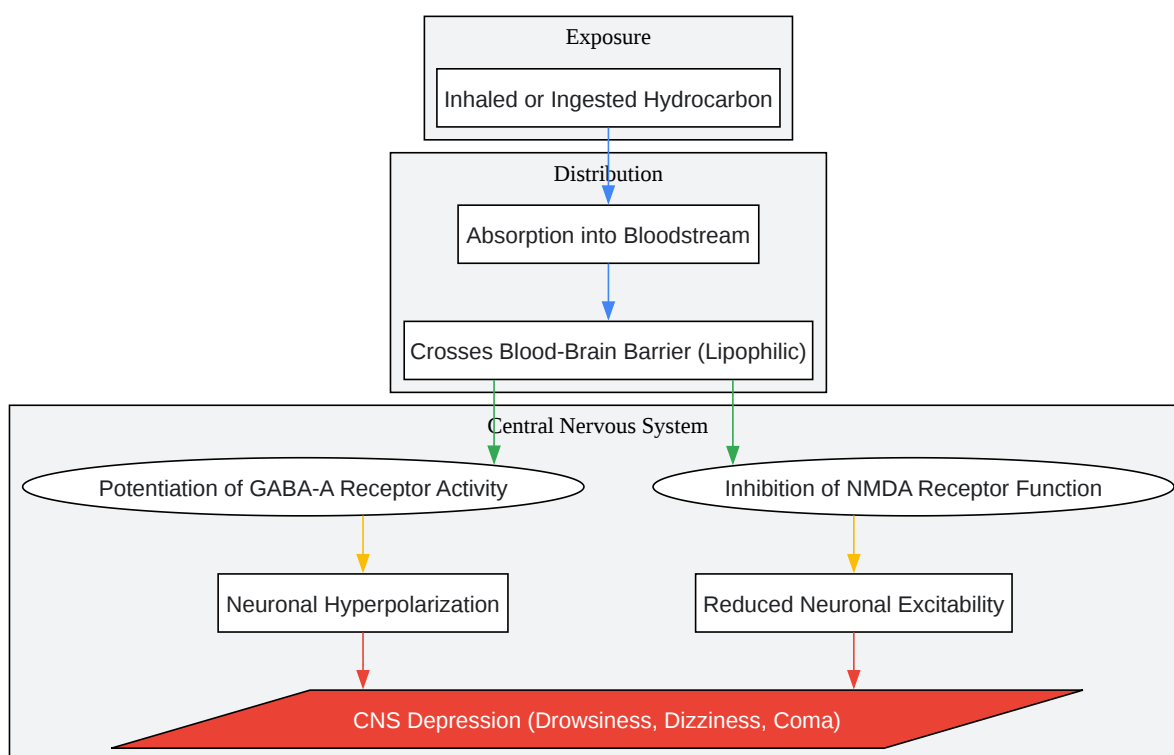 Exposure
Inhaled or Ingested Hydrocarbon
Distribution
Absorption into Bloodstream
Crosses Blood-Brain Barrier (Lipophilic)
Central Nervous System
Potentiation of GABA-A Receptor Activity
Inhibition of NMDA Receptor Function
Neuronal Hyperpolarization
Reduced Neuronal Excitability
CNS Depression (Drowsiness, Dizziness, Coma)